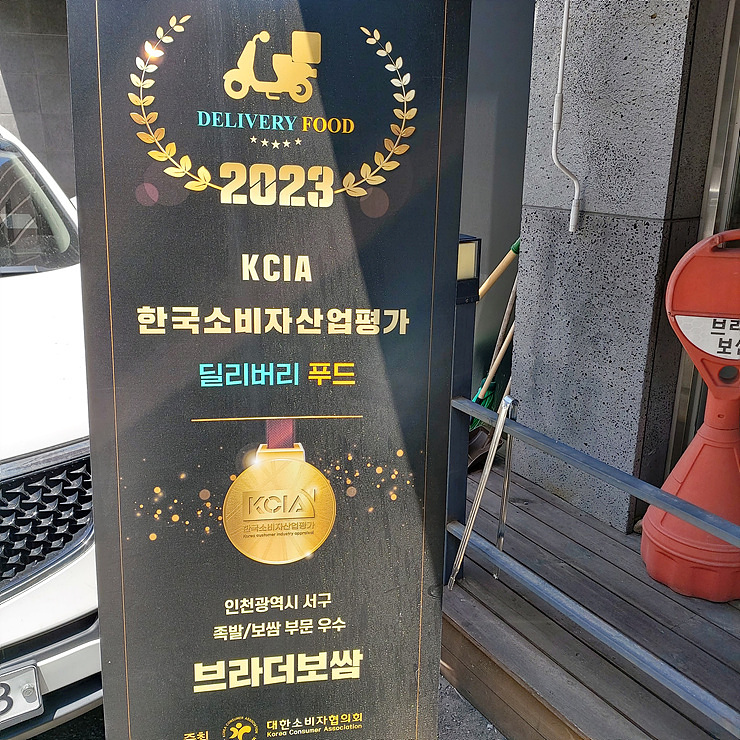 DELIVERY FOOD
2023
KCIA
한국소비자산업평가
딜리버리 푸드
KCIA
한국소비자산업평가
Korea customer industry appraisal
인천광역시 서구
족발/보쌈 부문 우수
브라더보쌈
주최
대한소비자협의회
Korea Consumer Association